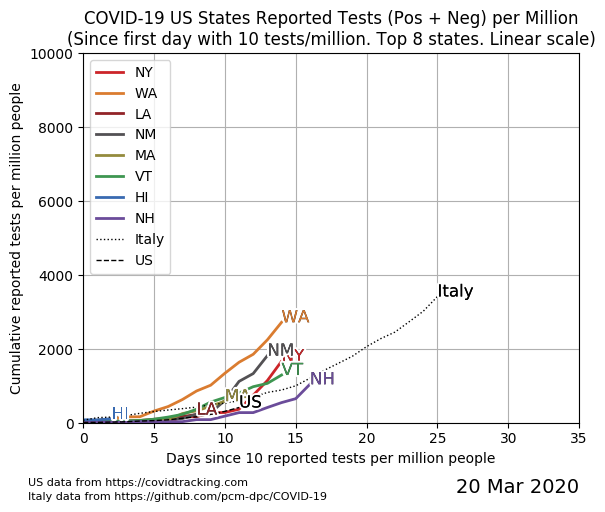 COVID-19 US States Reported Tests (Pos + Neg) per Million
(Since first day with 10 tests/million. Top 8 states. Linear scale)
Cumulative reported tests per million people
10000
8000
6000
4000
2000
0
NY
WA
LA
NM
MA
VT
HI
NH
Italy
US
Italy
WA
NM
NY
VT
NH
MA
US
LA
HI
0 5 10 15 20 25 30 35
Days since 10 reported tests per million people
US data from https://covidtracking.com
Italy data from https://github.com/pcm-dpc/COVID-19
20 Mar 2020